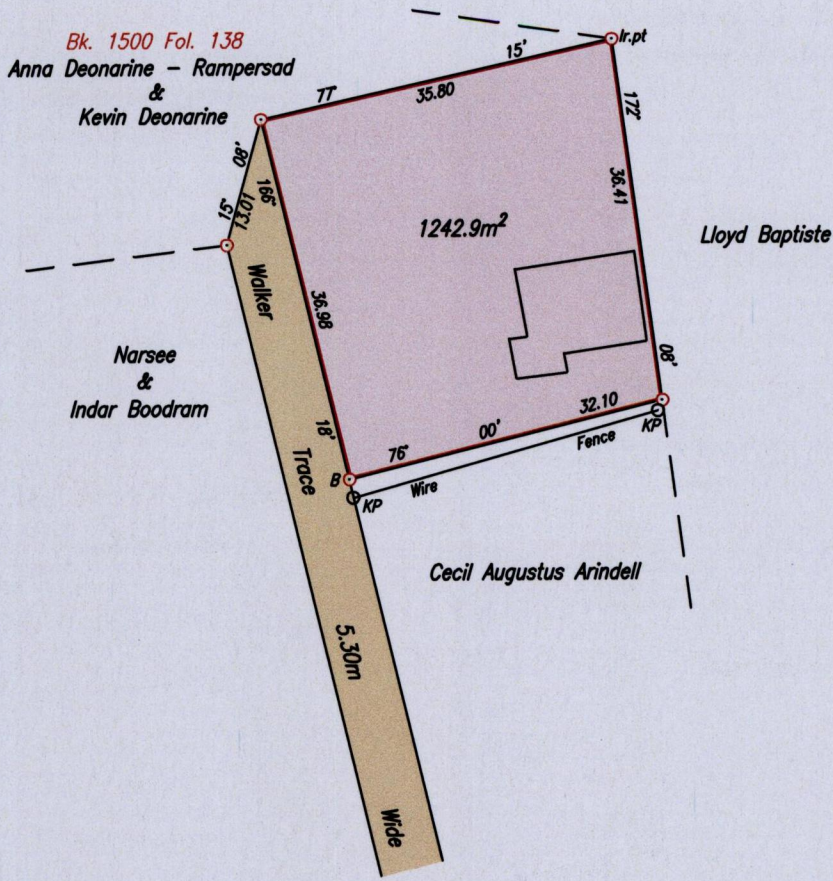 Bk. 1500 Fol. 138
Anna Deonarine – Rampersad
&
Kevin Deonarine
77°
15'
35.80
Ir.pt
172°
36.41
08'
Lloyd Baptiste
1242.9m²
08'
15°
13.01
166°
36.98
18'
Walker
Trace
5.30m
Wide
Narsee
&
Indar Boodram
B
76°
00'
32.10
KP
Wire
Fence
KP
Cecil Augustus Arindell